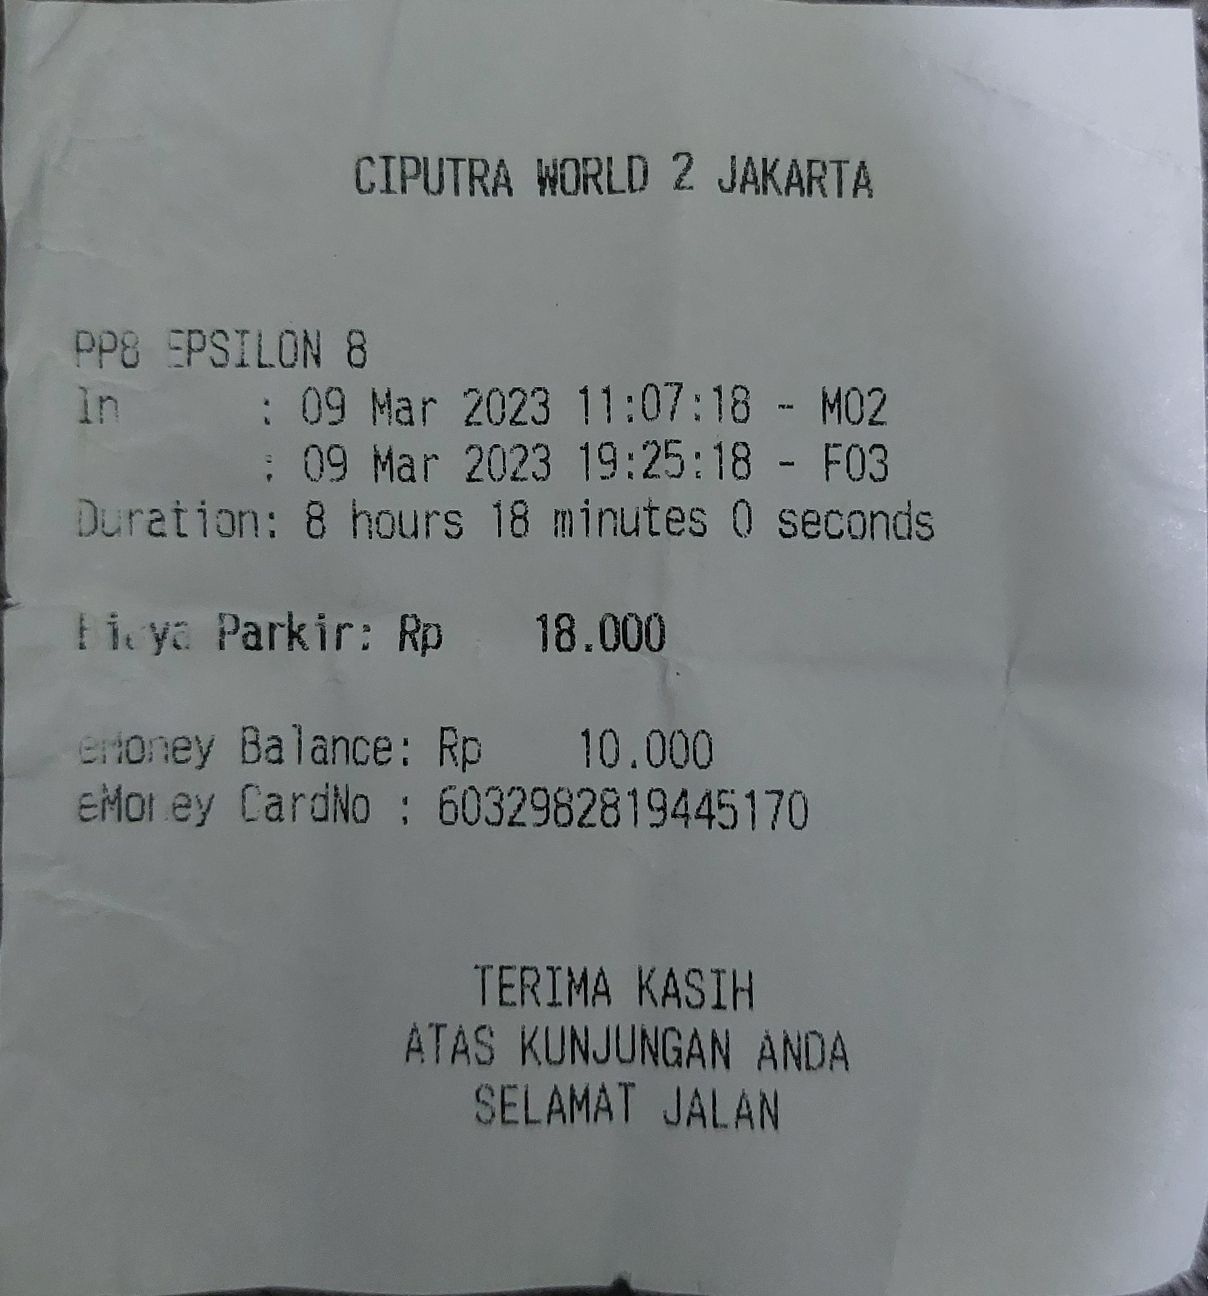 CIPUTRA WORLD 2 JAKARTA
PP8 EPSILON 8
In : 09 Mar 2023 11:07:18 - M02
: 09 Mar 2023 19:25:18 - F03
Duration: 8 hours 18 minutes 0 seconds
Biaya Parkir: Rp 18.000
eMoney Balance: Rp 10.000
eMoney CardNo : 6032982819445170
TERIMA KASIH
ATAS KUNJUNGAN ANDA
SELAMAT JALAN